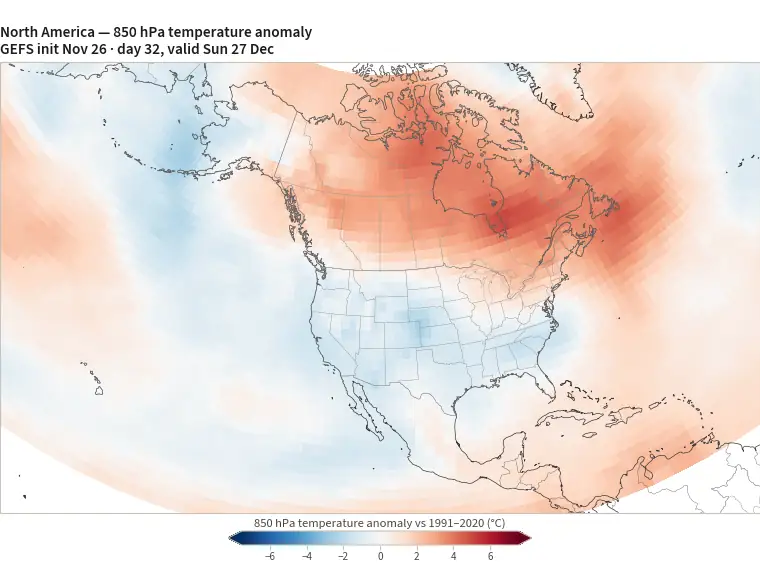 North America — 850 hPa temperature anomaly
GEFS init Nov 26 · day 32, valid Sun 27 Dec
850 hPa temperature anomaly vs 1991–2020 (°C)
−6 −4 −2 0 2 4 6